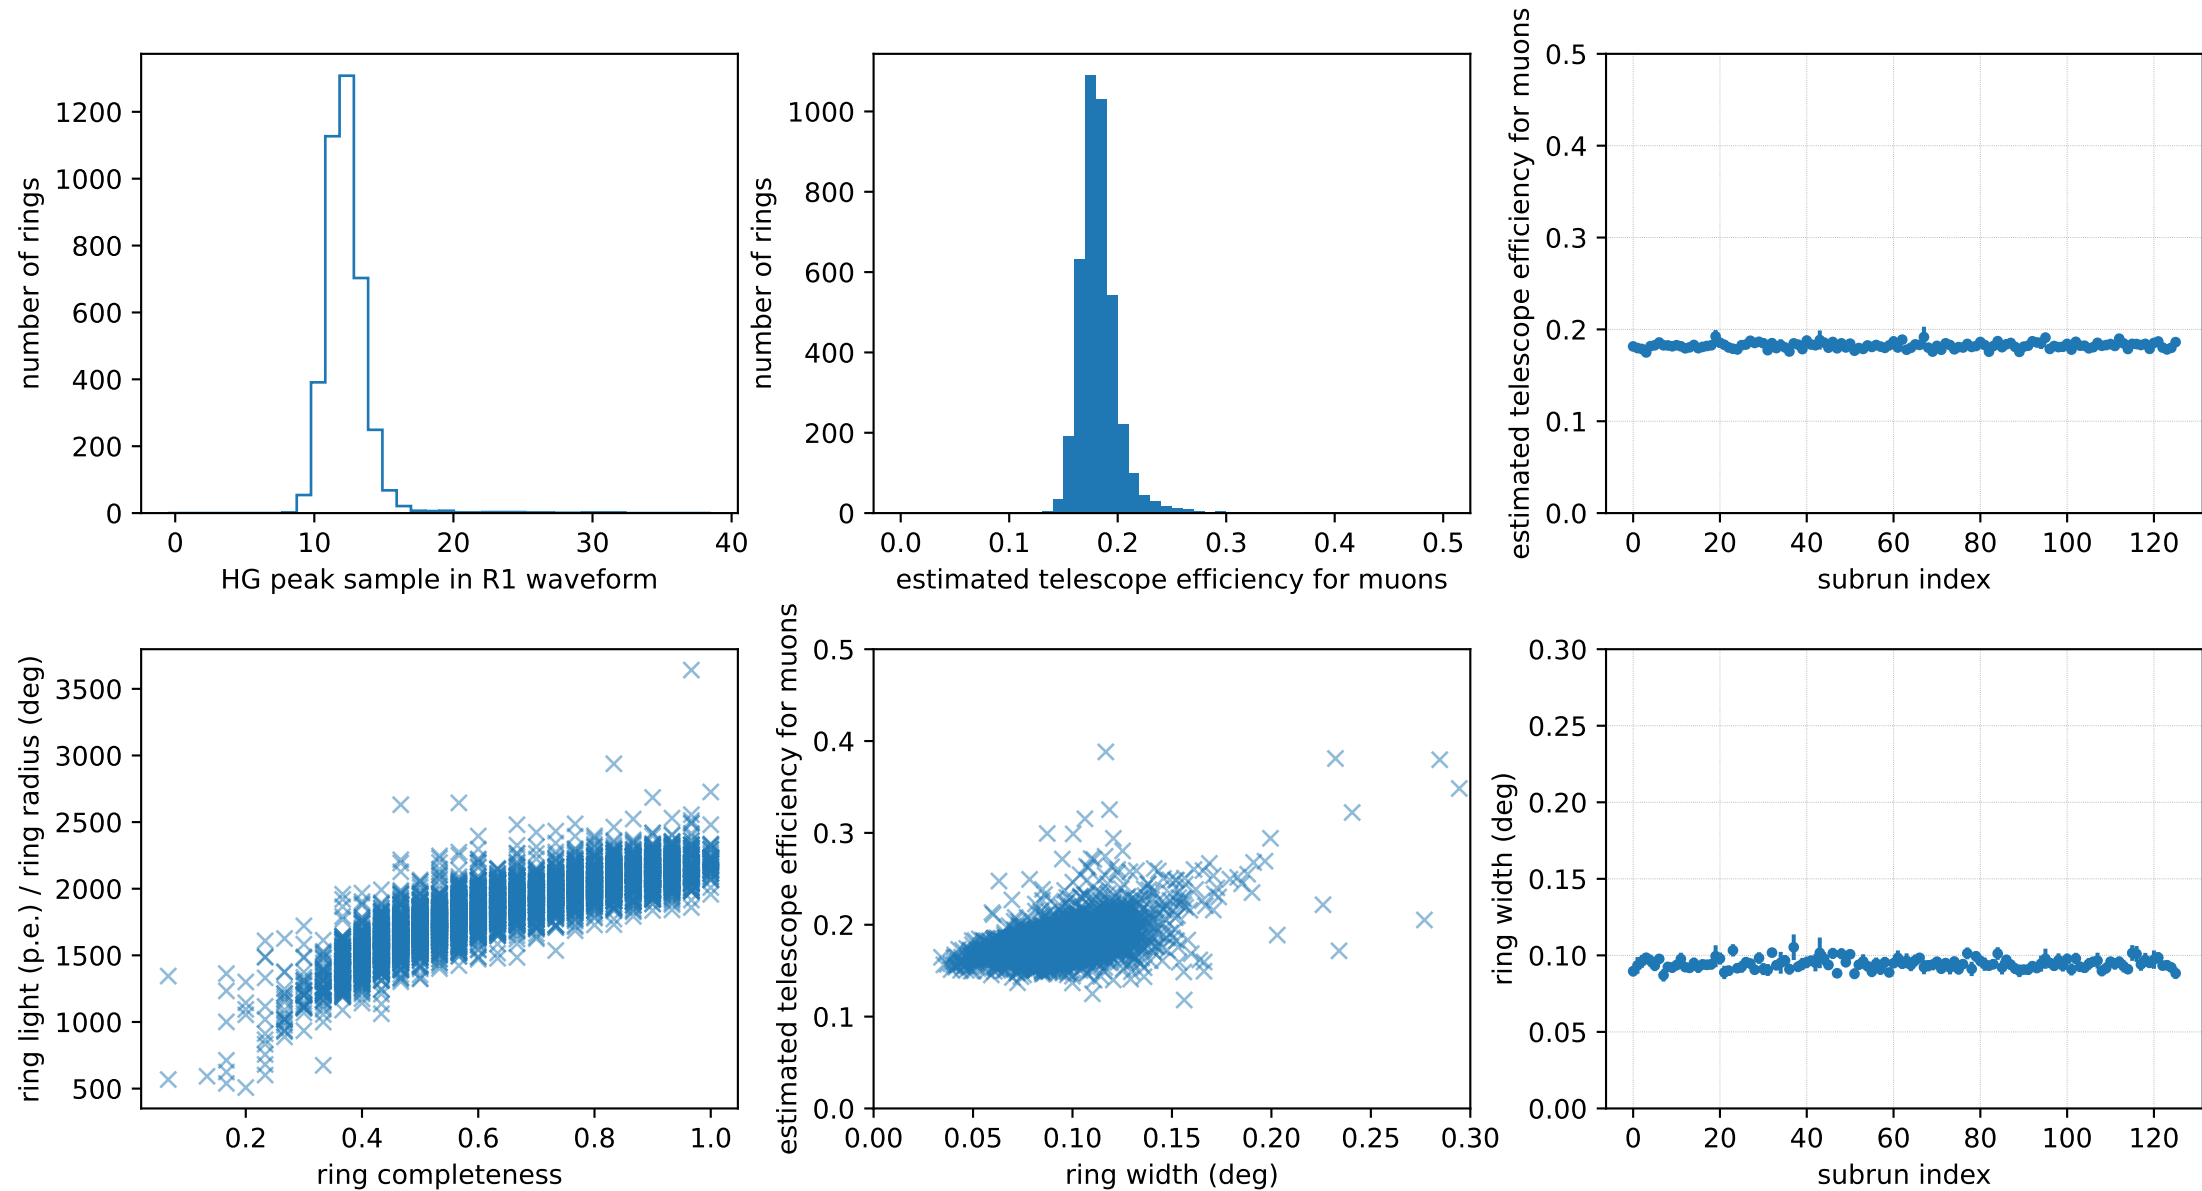 number of rings
1200
1000
800
600
400
200
0
0 10 20 30 40
HG peak sample in R1 waveform
number of rings
1000
800
600
400
200
0
0.0 0.1 0.2 0.3 0.4 0.5
estimated telescope efficiency for muons
estimated telescope efficiency for muons
0.5
0.4
0.3
0.2
0.1
0.0
0 20 40 60 80 100 120
subrun index
ring light (p.e.) / ring radius (deg)
3500
3000
2500
2000
1500
1000
500
0.2 0.4 0.6 0.8 1.0
ring completeness
estimated telescope efficiency for muons
0.5
0.4
0.3
0.2
0.1
0.0
0.00 0.05 0.10 0.15 0.20 0.25 0.30
ring width (deg)
ring width (deg)
0.30
0.25
0.20
0.15
0.10
0.05
0.00
0 20 40 60 80 100 120
subrun index